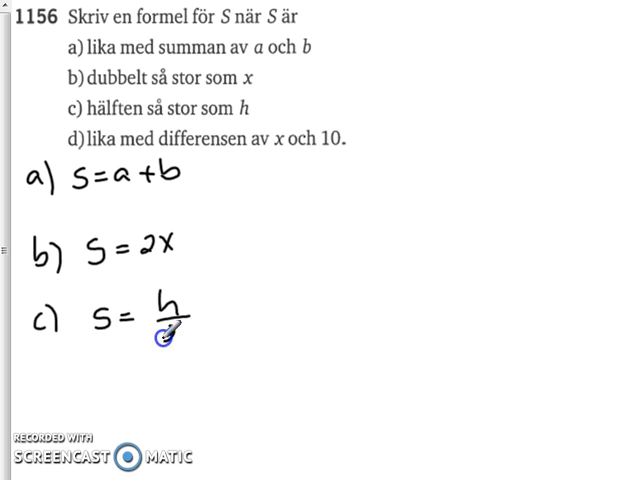 1156 Skriv en formel för S när S är
a) lika med summan av a och b
b) dubbelt så stor som x
c) hälften så stor som h
d) lika med differensen av x och 10.
a) S = a + b
b) S = 2x
c) S = h
RECORDED WITH
SCREENCAST MATIC